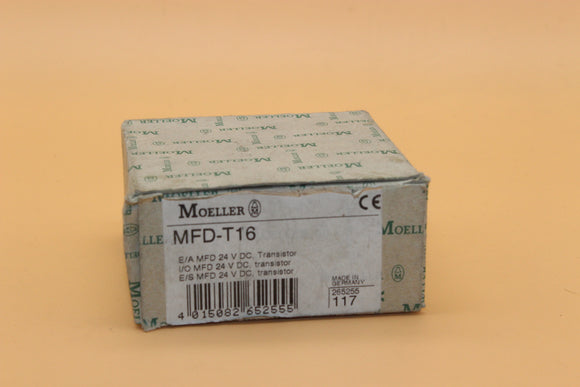 MOELLER
CE
MFD-T16
E/A MFD 24 V DC, Transistor
I/O MFD 24 V DC, transistor
E/S MFD 24 V DC, transistor
MADE IN
GERMANY
265255
117
4 015082 652555